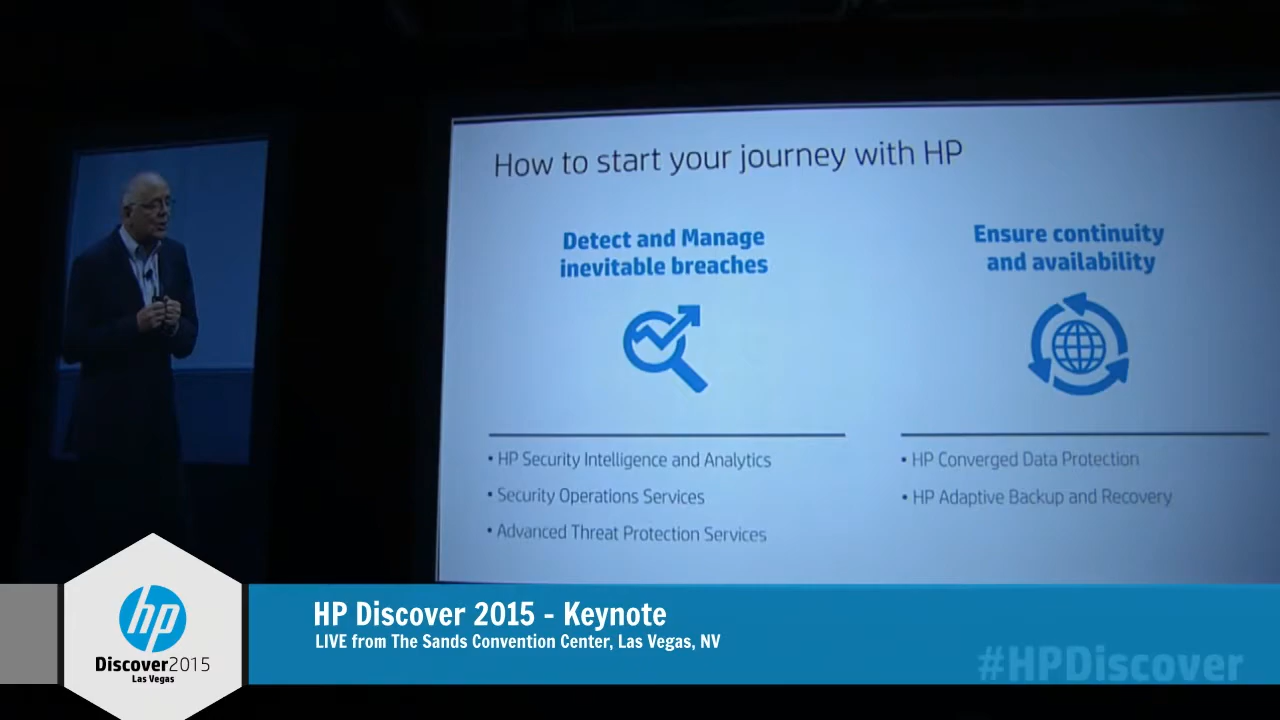 How to start your journey with HP
Detect and Manage
inevitable breaches
Ensure continuity
and availability
• HP Security Intelligence and Analytics
• Security Operations Services
• Advanced Threat Protection Services
• HP Converged Data Protection
• HP Adaptive Backup and Recovery
hp
Discover2015
Las Vegas
HP Discover 2015 - Keynote
LIVE from The Sands Convention Center, Las Vegas, NV
#HPDiscover